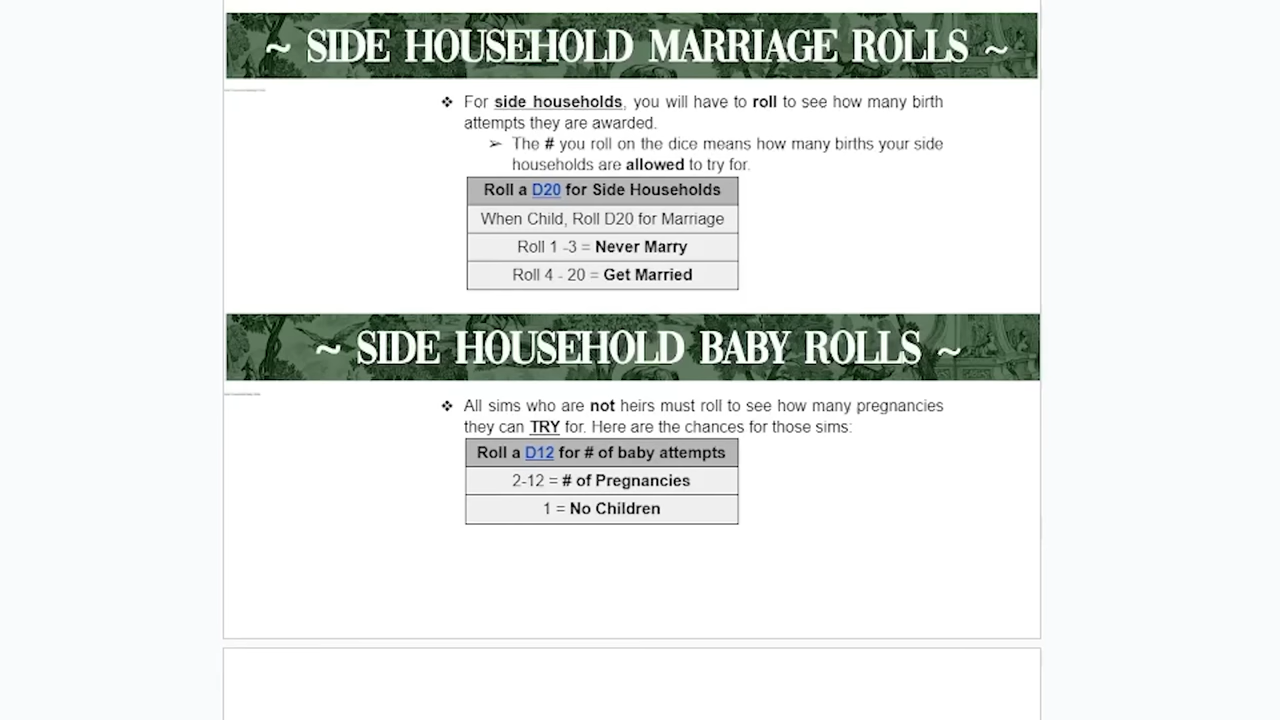 ~ SIDE HOUSEHOLD MARRIAGE ROLLS ~
❖ For side households, you will have to roll to see how many birth
attempts they are awarded.
➢ The # you roll on the dice means how many births your side
households are allowed to try for.
Roll a D20 for Side Households
When Child, Roll D20 for Marriage
Roll 1 -3 = Never Marry
Roll 4 - 20 = Get Married
~ SIDE HOUSEHOLD BABY ROLLS ~
❖ All sims who are not heirs must roll to see how many pregnancies
they can TRY for. Here are the chances for those sims:
Roll a D12 for # of baby attempts
2-12 = # of Pregnancies
1 = No Children